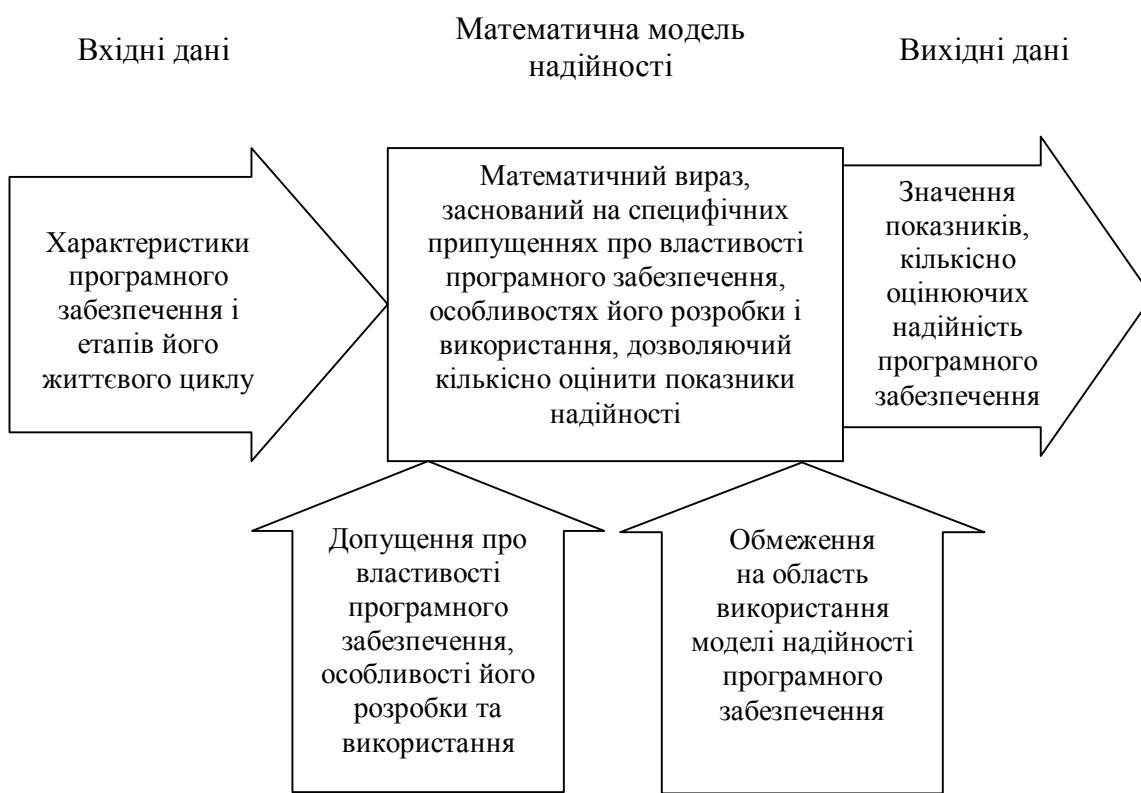 Вхідні дані
Математична модель
надійності
Вихідні дані
Характеристики
програмного
забезпечення і
етапів його
життєвого циклу
Математичний вираз,
заснований на специфічних
припущеннях про властивості
програмного забезпечення,
особливостях його розробки і
використання, дозволяючий
кількісно оцінити показники
надійності
Значення
показників,
кількісно
оцінюючих
надійність
програмного
забезпечення
Допущення про
властивості
програмного
забезпечення,
особливості його
розробки та
використання
Обмеження
на область
використання
моделі надійності
програмного
забезпечення